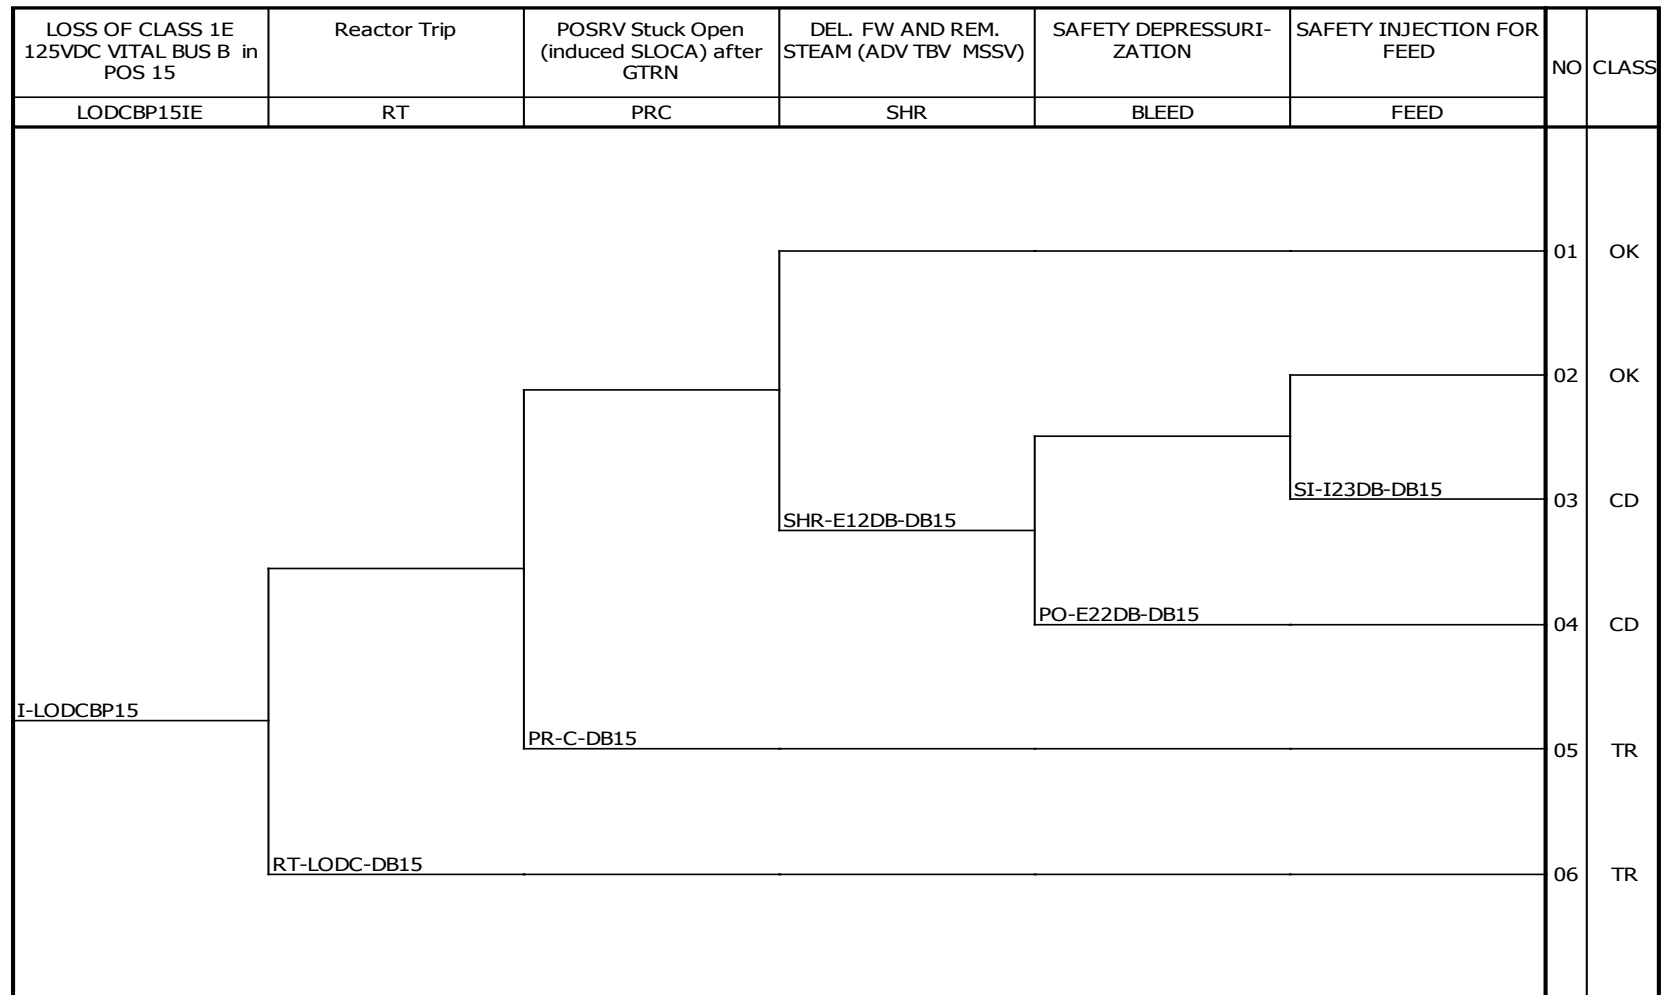 LOSS OF CLASS 1E
125VDC VITAL BUS B in
POS 15
Reactor Trip
POSRV Stuck Open
(induced SLOCA) after
GTRN
DEL. FW AND REM.
STEAM (ADV TBV MSSV)
SAFETY DEPRESSURI-
ZATION
SAFETY INJECTION FOR
FEED
NO
CLASS
LODCBP15IE
RT
PRC
SHR
BLEED
FEED
01
OK
02
OK
SI-I23DB-DB15
03
CD
SHR-E12DB-DB15
PO-E22DB-DB15
04
CD
I-LODCBP15
PR-C-DB15
05
TR
RT-LODC-DB15
06
TR